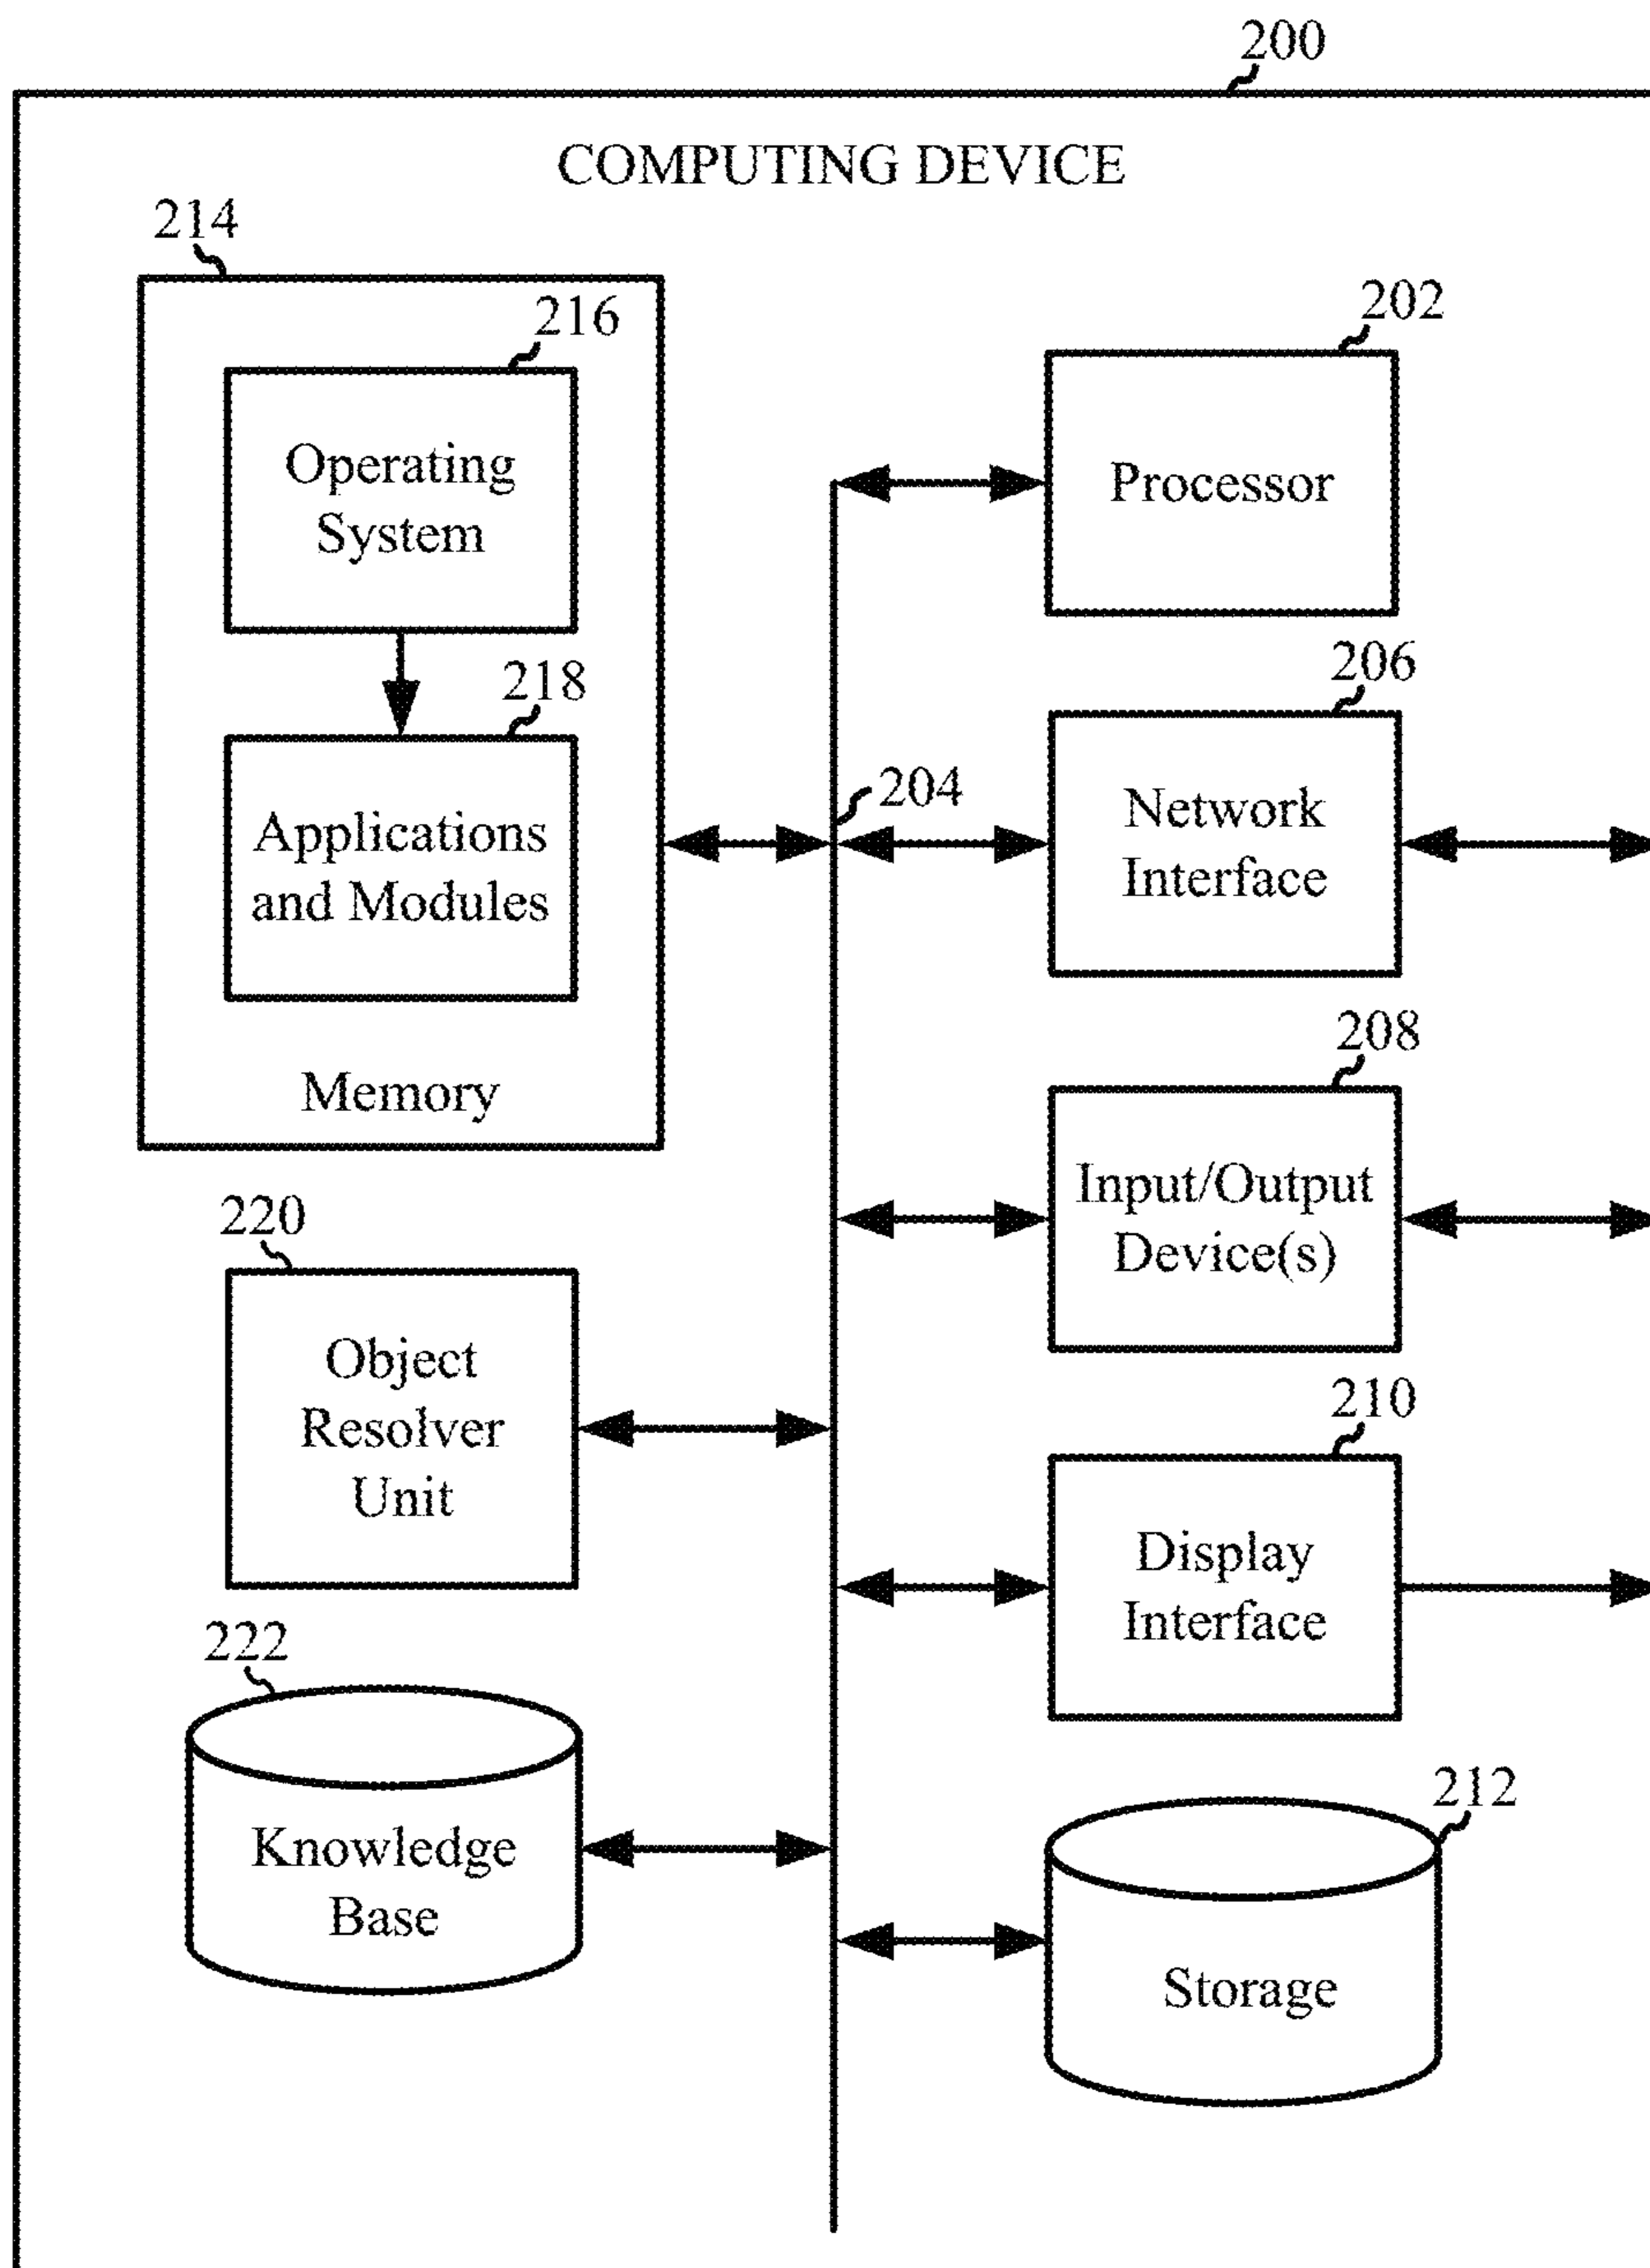 200
COMPUTING DEVICE
214
216
Operating
System
218
Applications
and Modules
Memory
220
Object
Resolver
Unit
222
Knowledge
Base
204
202
Processor
206
Network
Interface
208
Input/Output
Device(s)
210
Display
Interface
212
Storage